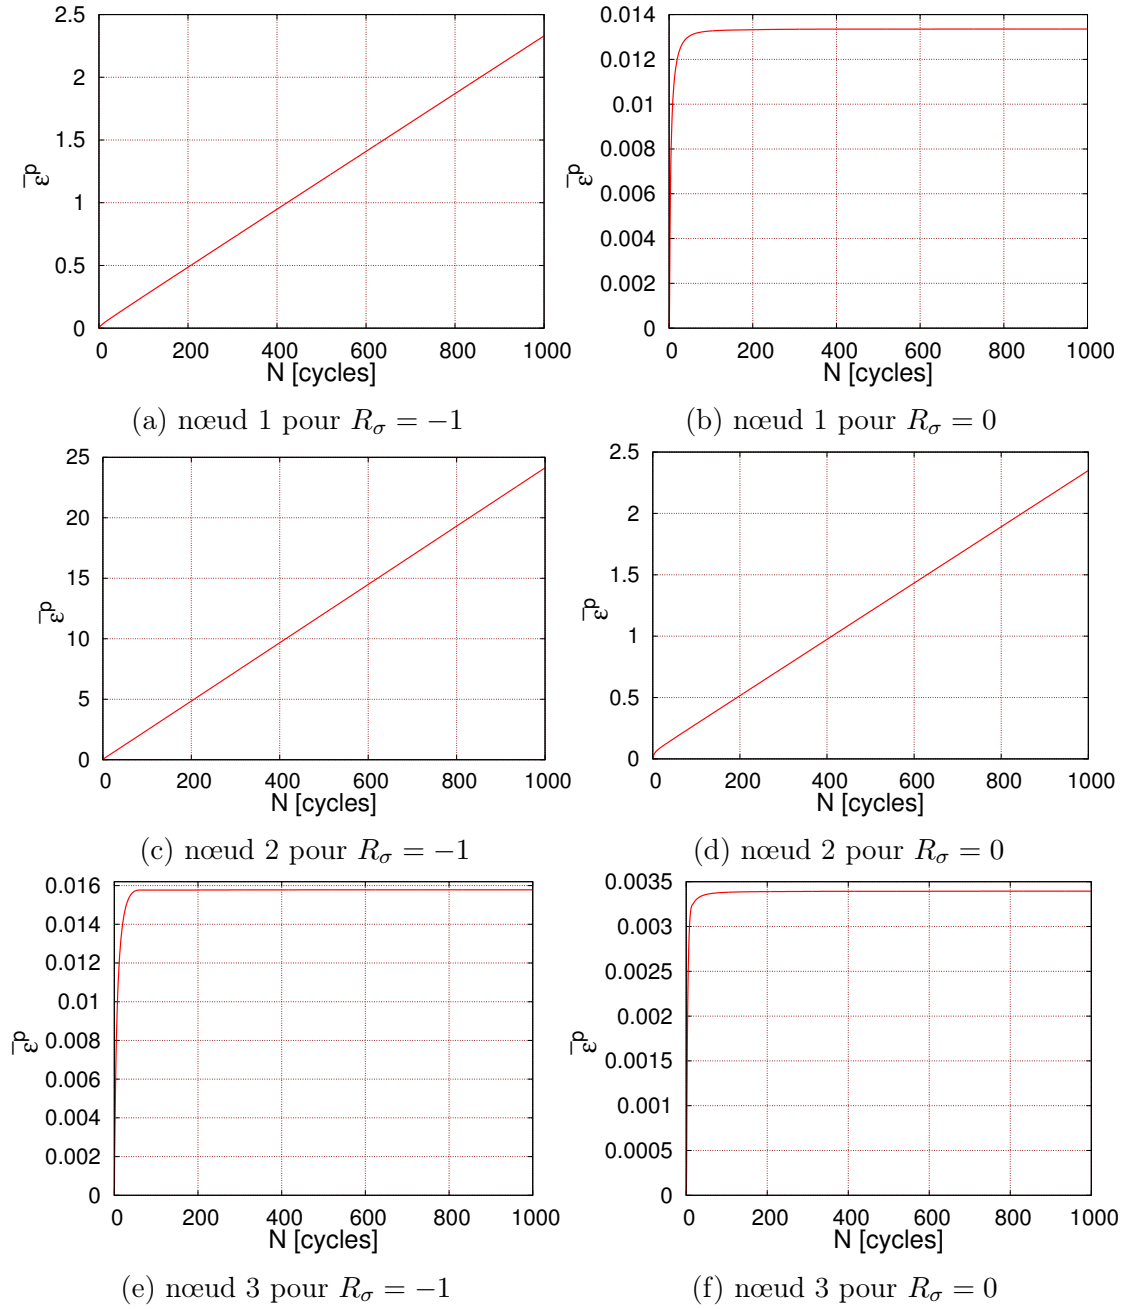 2.5
2
1.5
1
0.5
0
0 200 400 600 800 1000
ε̄ᵖ
N [cycles]
(a) nœud 1 pour R_σ = −1
0.014
0.012
0.01
0.008
0.006
0.004
0.002
0
0 200 400 600 800 1000
ε̄ᵖ
N [cycles]
(b) nœud 1 pour R_σ = 0
25
20
15
10
5
0
0 200 400 600 800 1000
ε̄ᵖ
N [cycles]
(c) nœud 2 pour R_σ = −1
2.5
2
1.5
1
0.5
0
0 200 400 600 800 1000
ε̄ᵖ
N [cycles]
(d) nœud 2 pour R_σ = 0
0.016
0.014
0.012
0.01
0.008
0.006
0.004
0.002
0
0 200 400 600 800 1000
ε̄ᵖ
N [cycles]
(e) nœud 3 pour R_σ = −1
0.0035
0.003
0.0025
0.002
0.0015
0.001
0.0005
0
0 200 400 600 800 1000
ε̄ᵖ
N [cycles]
(f) nœud 3 pour R_σ = 0